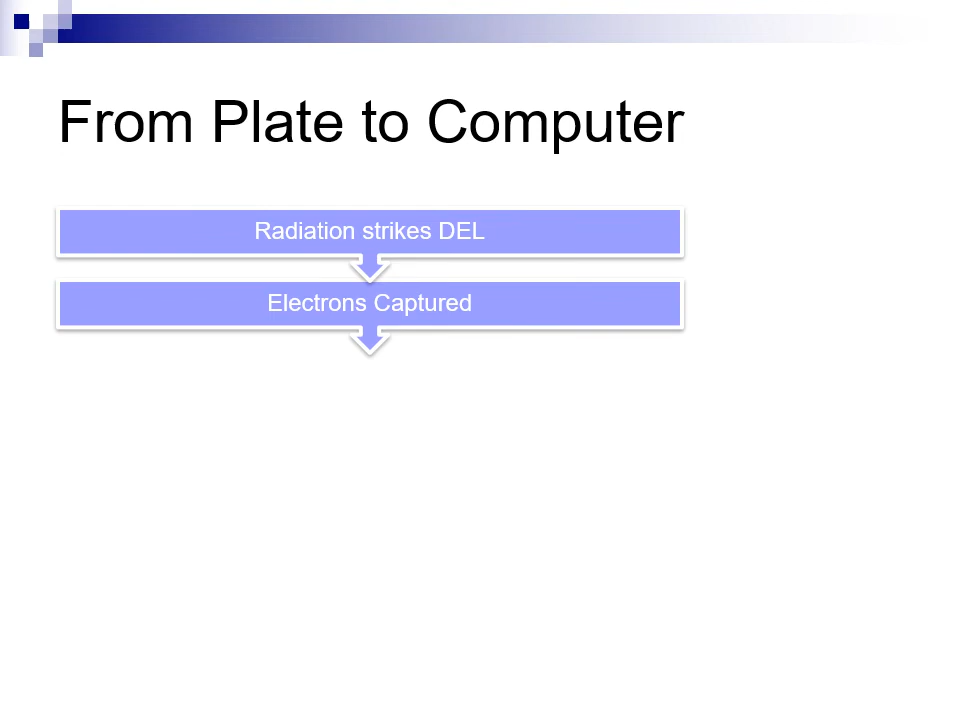 From Plate to Computer
Radiation strikes DEL
Electrons Captured